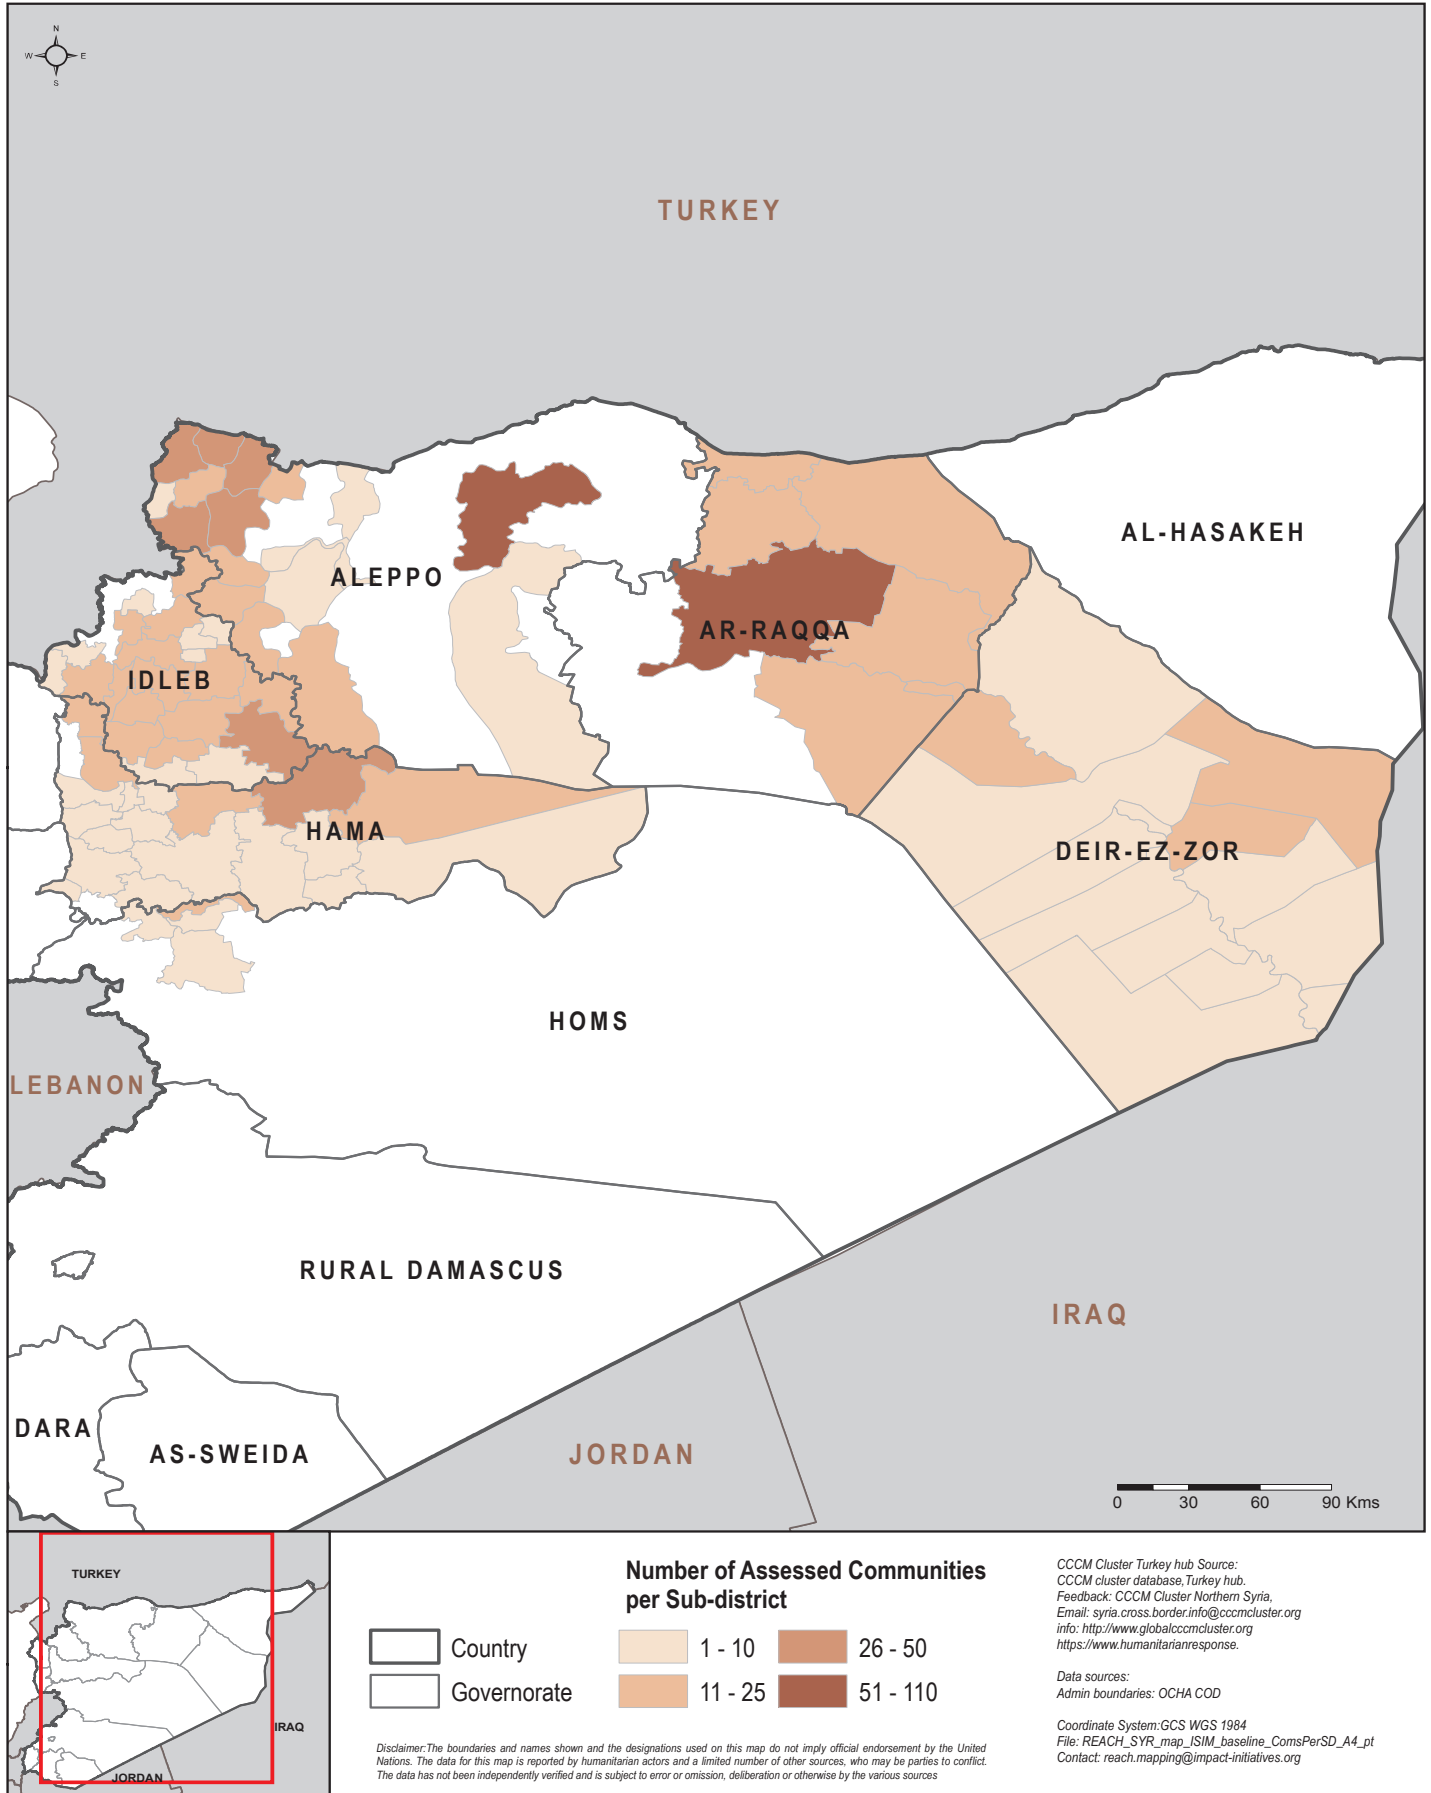 N
W E
S
TURKEY
AL-HASAKEH
ALEPPO
AR-RAQQA
IDLEB
HAMA
DEIR-EZ-ZOR
HOMS
LEBANON
RURAL DAMASCUS
IRAQ
DARA
AS-SWEIDA
JORDAN
0 30 60 90 Kms
TURKEY
IRAQ
JORDAN
Country
Governorate
Number of Assessed Communities
per Sub-district
1 - 10
26 - 50
11 - 25
51 - 110
Disclaimer:The boundaries and names shown and the designations used on this map do not imply official endorsement by the United
Nations. The data for this map is reported by humanitarian actors and a limited number of other sources, who may be parties to conflict.
The data has not been independently verified and is subject to error or omission, deliberation or otherwise by the various sources
CCCM Cluster Turkey hub Source:
CCCM cluster database,Turkey hub.
Feedback: CCCM Cluster Northern Syria,
Email: syria.cross.border.info@cccmcluster.org
info: http://www.globalcccmcluster.org
https://www.humanitarianresponse.
Data sources:
Admin boundaries: OCHA COD
Coordinate System:GCS WGS 1984
File: REACH_SYR_map_ISIM_baseline_ComsPerSD_A4_pt
Contact: reach.mapping@impact-initiatives.org